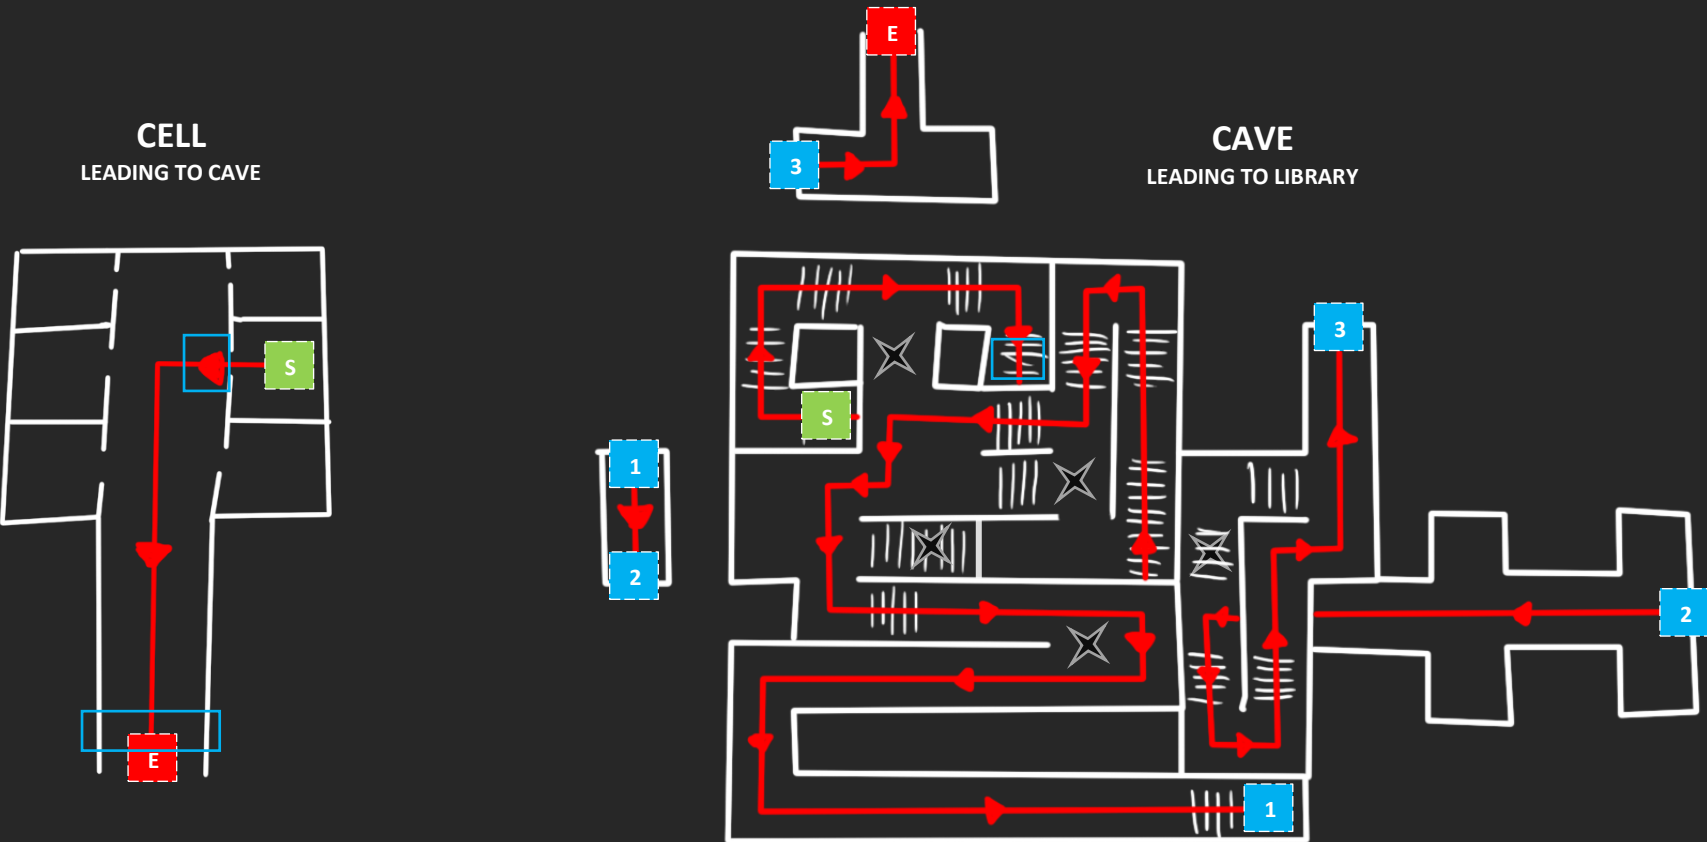 E
CELL
LEADING TO CAVE
CAVE
LEADING TO LIBRARY
3
S
3
S
1
2
2
E
1